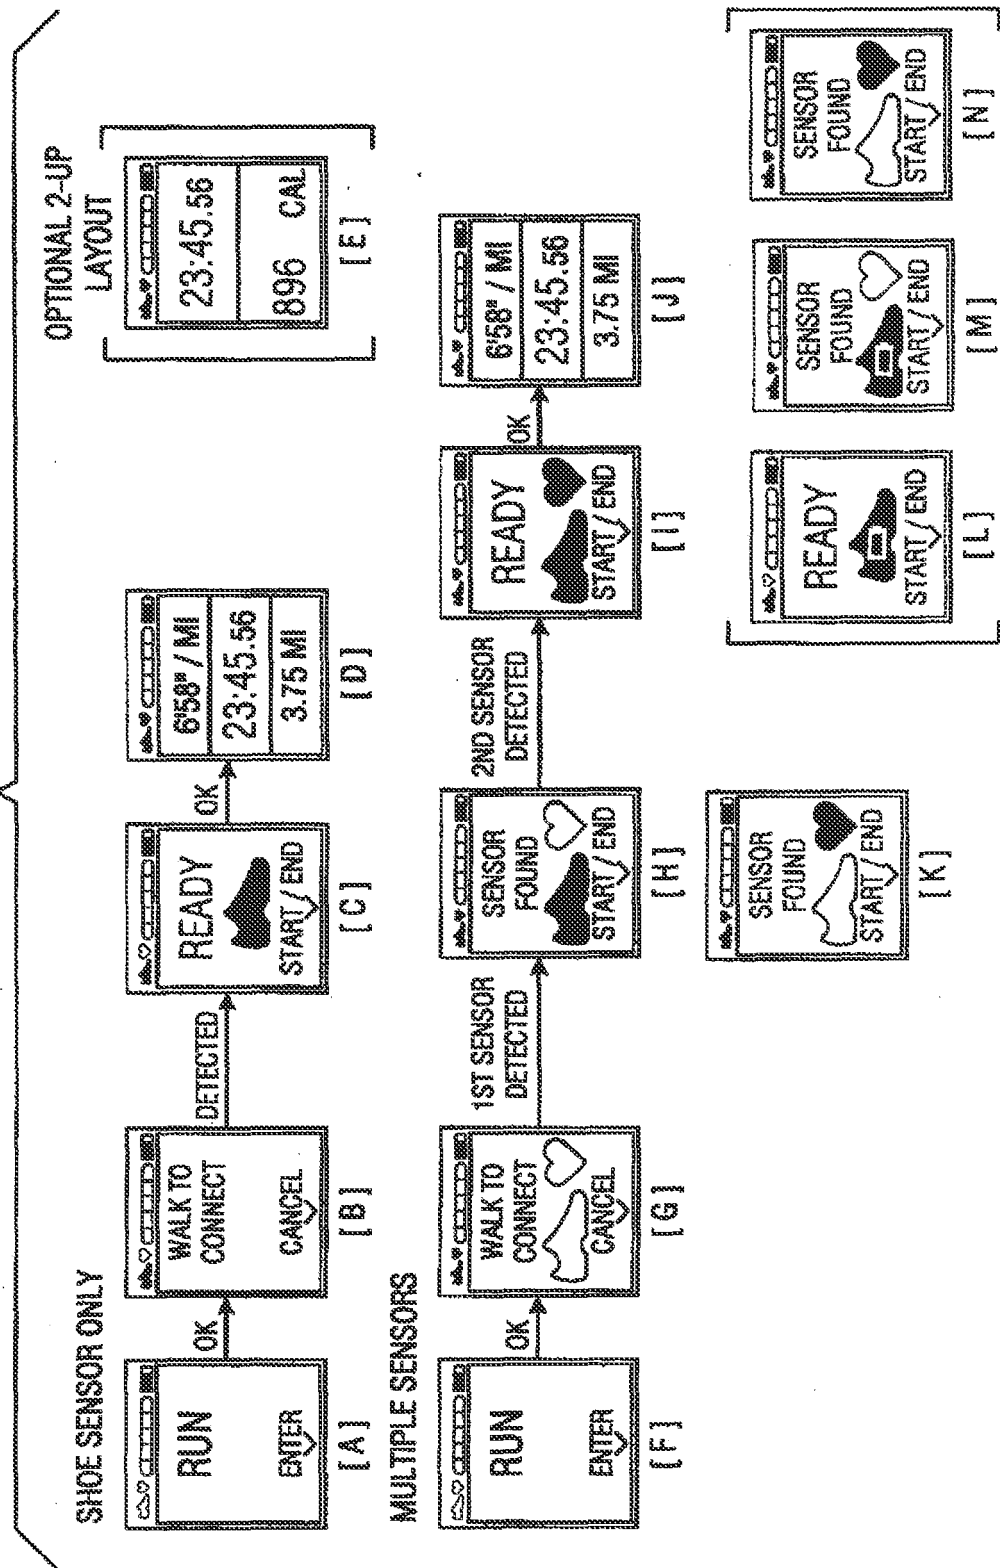 SHOE SENSOR ONLY
RUN
ENTER
[A]
OK
WALK TO
CONNECT
CANCEL
[B]
DETECTED
READY
START / END
[C]
OK
6'58" / MI
23:45.56
3.75 MI
[D]
OPTIONAL 2-UP
LAYOUT
23:45.56
896 CAL
[E]
MULTIPLE SENSORS
RUN
ENTER
[F]
OK
WALK TO
CONNECT
CANCEL
[G]
1ST SENSOR
DETECTED
SENSOR
FOUND
START / END
[H]
2ND SENSOR
DETECTED
READY
START / END
[I]
OK
6'58" / MI
23:45.56
3.75 MI
[J]
SENSOR
FOUND
START / END
[K]
READY
START / END
[L]
SENSOR
FOUND
START / END
[M]
SENSOR
FOUND
START / END
[N]